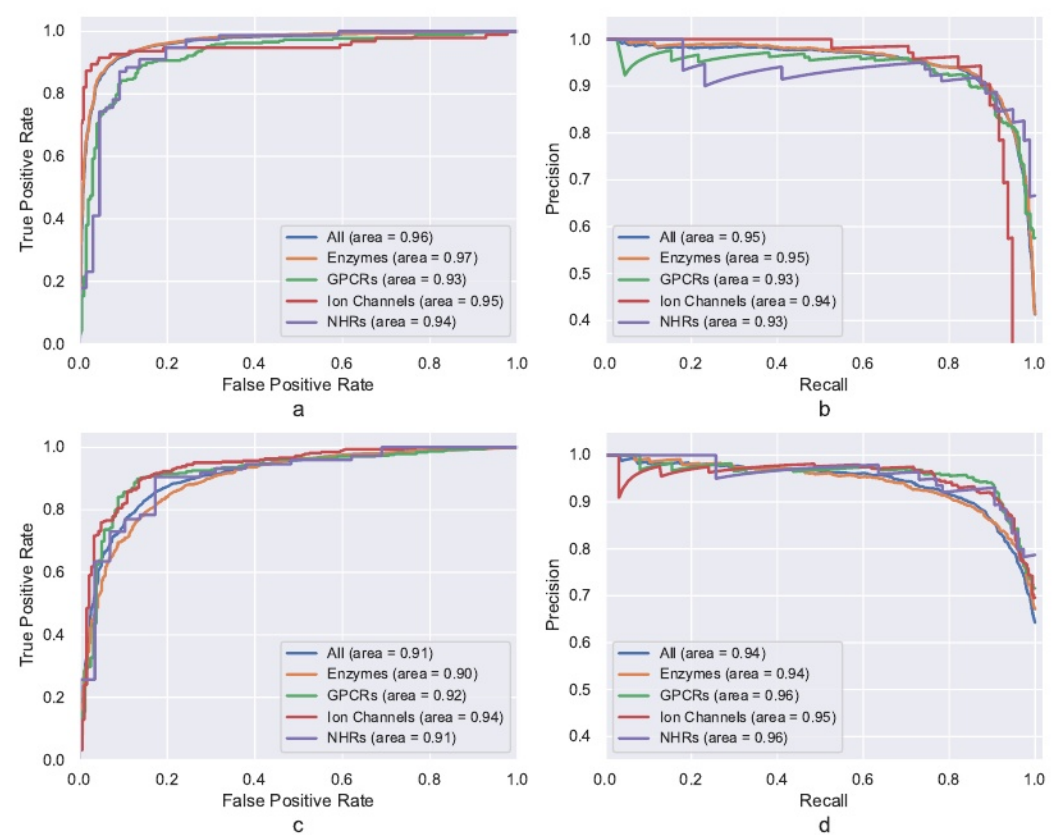 1.0
0.8
0.6
0.4
0.2
0.0
True Positive Rate
All (area = 0.96)
Enzymes (area = 0.97)
GPCRs (area = 0.93)
Ion Channels (area = 0.95)
NHRs (area = 0.94)
0.0 0.2 0.4 0.6 0.8 1.0
False Positive Rate
a
1.0
0.9
0.8
0.7
0.6
0.5
0.4
Precision
All (area = 0.95)
Enzymes (area = 0.95)
GPCRs (area = 0.93)
Ion Channels (area = 0.94)
NHRs (area = 0.93)
0.0 0.2 0.4 0.6 0.8 1.0
Recall
b
1.0
0.8
0.6
0.4
0.2
0.0
True Positive Rate
All (area = 0.91)
Enzymes (area = 0.90)
GPCRs (area = 0.92)
Ion Channels (area = 0.94)
NHRs (area = 0.91)
0.0 0.2 0.4 0.6 0.8 1.0
False Positive Rate
c
1.0
0.9
0.8
0.7
0.6
0.5
0.4
Precision
All (area = 0.94)
Enzymes (area = 0.94)
GPCRs (area = 0.96)
Ion Channels (area = 0.95)
NHRs (area = 0.96)
0.0 0.2 0.4 0.6 0.8 1.0
Recall
d